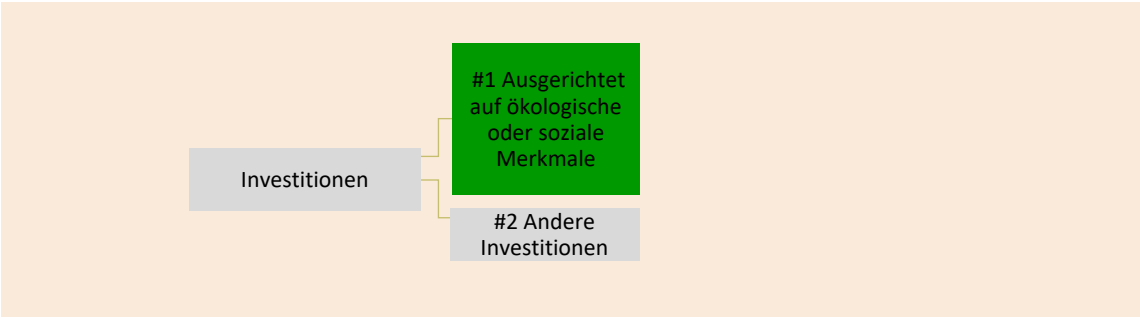 #1 Ausgerichtet
auf ökologische
oder soziale
Merkmale
Investitionen
#2 Andere
Investitionen